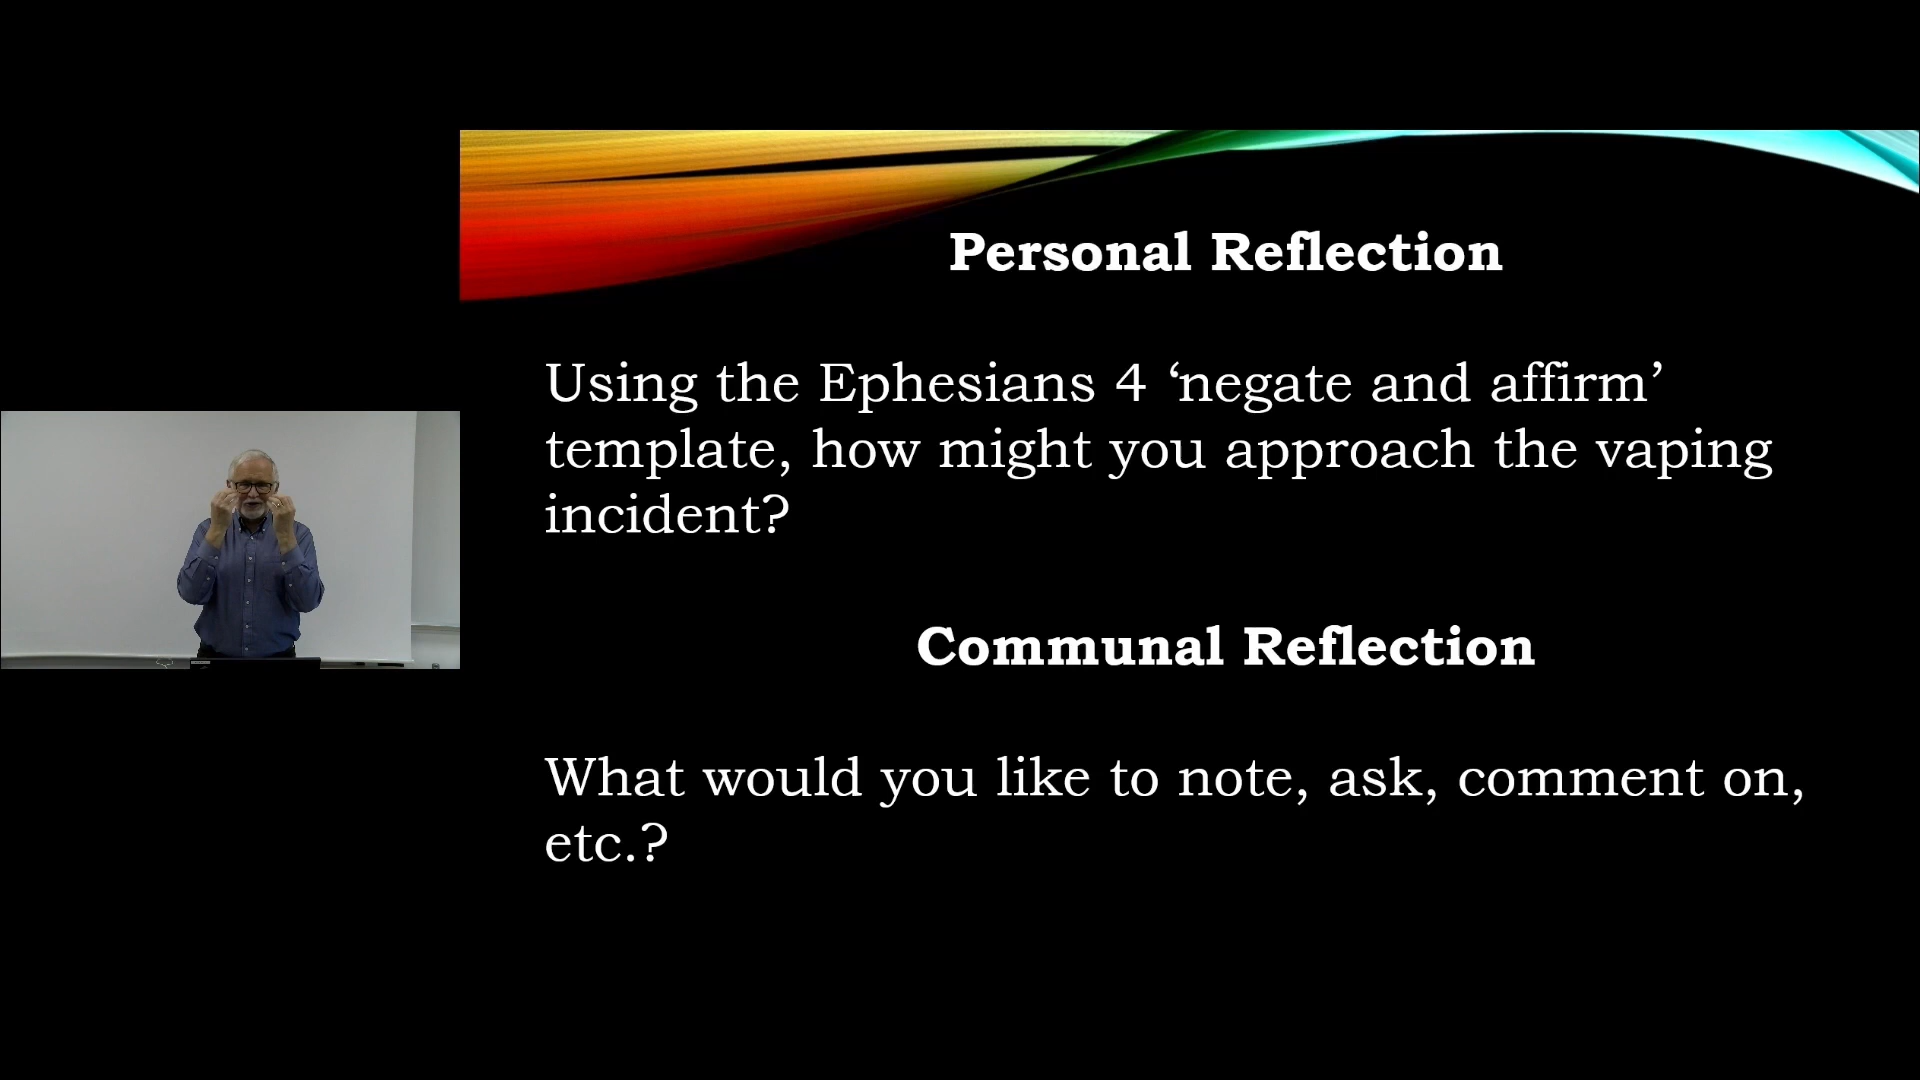 Personal Reflection
Using the Ephesians 4 ‘negate and affirm’
template, how might you approach the vaping
incident?
Communal Reflection
What would you like to note, ask, comment on,
etc.?